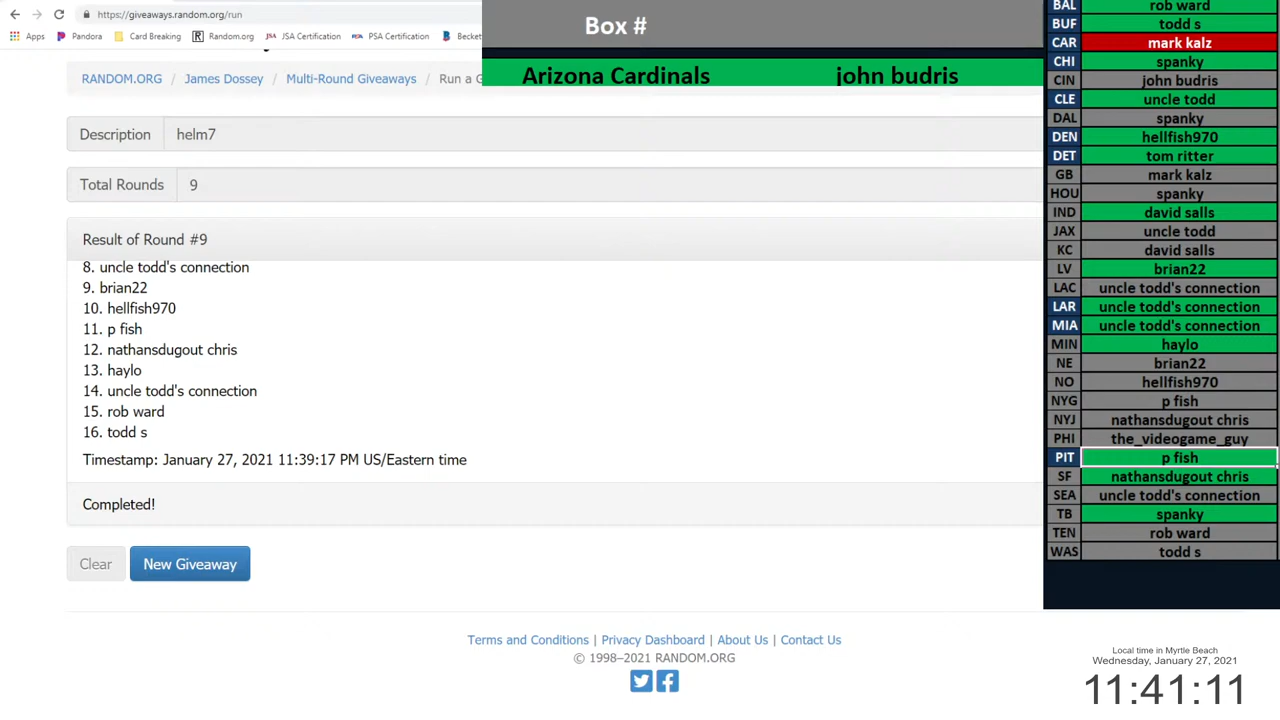 https://giveaways.random.org/run
Apps Pandora Card Breaking Random.org JSA Certification PSA Certification Becket
Box #
Arizona Cardinals john budris
RANDOM.ORG / James Dossey / Multi-Round Giveaways / Run a G
Description helm7
Total Rounds 9
Result of Round #9
8. uncle todd's connection
9. brian22
10. hellfish970
11. p fish
12. nathansdugout chris
13. haylo
14. uncle todd's connection
15. rob ward
16. todd s
Timestamp: January 27, 2021 11:39:17 PM US/Eastern time
Completed!
Clear New Giveaway
Terms and Conditions | Privacy Dashboard | About Us | Contact Us
© 1998–2021 RANDOM.ORG
BAL rob ward
BUF todd s
CAR mark kalz
CHI spanky
CIN john budris
CLE uncle todd
DAL spanky
DEN hellfish970
DET tom ritter
GB mark kalz
HOU spanky
IND david salls
JAX uncle todd
KC david salls
LV brian22
LAC uncle todd's connection
LAR uncle todd's connection
MIA uncle todd's connection
MIN haylo
NE brian22
NO hellfish970
NYG p fish
NYJ nathansdugout chris
PHI the_videogame_guy
PIT p fish
SF nathansdugout chris
SEA uncle todd's connection
TB spanky
TEN rob ward
WAS todd s
Local time in Myrtle Beach
Wednesday, January 27, 2021
11:41:11